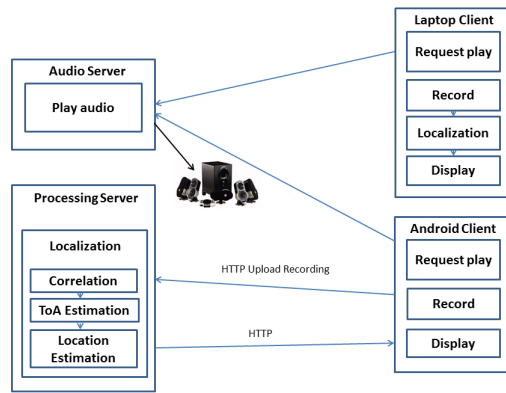 Audio Server
Play audio
Processing Server
Localization
Correlation
ToA Estimation
Location
Estimation
HTTP Upload Recording
HTTP
Laptop Client
Request play
Record
Localization
Display
Android Client
Request play
Record
Display